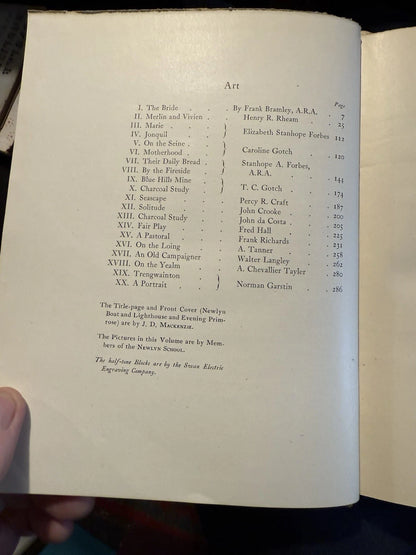 Art
Page
I. The Bride . . . By Frank Bramley, A.R.A. . 7
II. Merlin and Vivien . . Henry R. Rheam . . 25
III. Marie . . . } Elizabeth Stanhope Forbes 112
IV. Jonquil . . .
V. On the Seine . . } Caroline Gotch . . 120
VI. Motherhood . .
VII. Their Daily Bread . } Stanhope A. Forbes,
VIII. By the Fireside . . A.R.A. . . . 144
IX. Blue Hills Mine . } T. C. Gotch . . 174
X. Charcoal Study . .
XI. Seascape . . . Percy R. Craft . . 187
XII. Solitude . . . John Crooke . . 200
XIII. Charcoal Study . . John da Costa . . 205
XIV. Fair Play . . . Fred Hall . . 225
XV. A Pastoral . . . Frank Richards . . 231
XVI. On the Loing . . A. Tanner . . 258
XVII. An Old Campaigner . Walter Langley . . 262
XVIII. On the Yealm . . A. Chevallier Tayler . 280
XIX. Trengwainton . . } Norman Garstin . . 286
XX. A Portrait . .
The Title-page and Front Cover (Newlyn
Boat and Lighthouse and Evening Prim-
rose) are by J. D. Mackenzie.
The Pictures in this Volume are by Mem-
bers of the Newlyn School.
The half-tone Blocks are by the Swan Electric
Engraving Company.